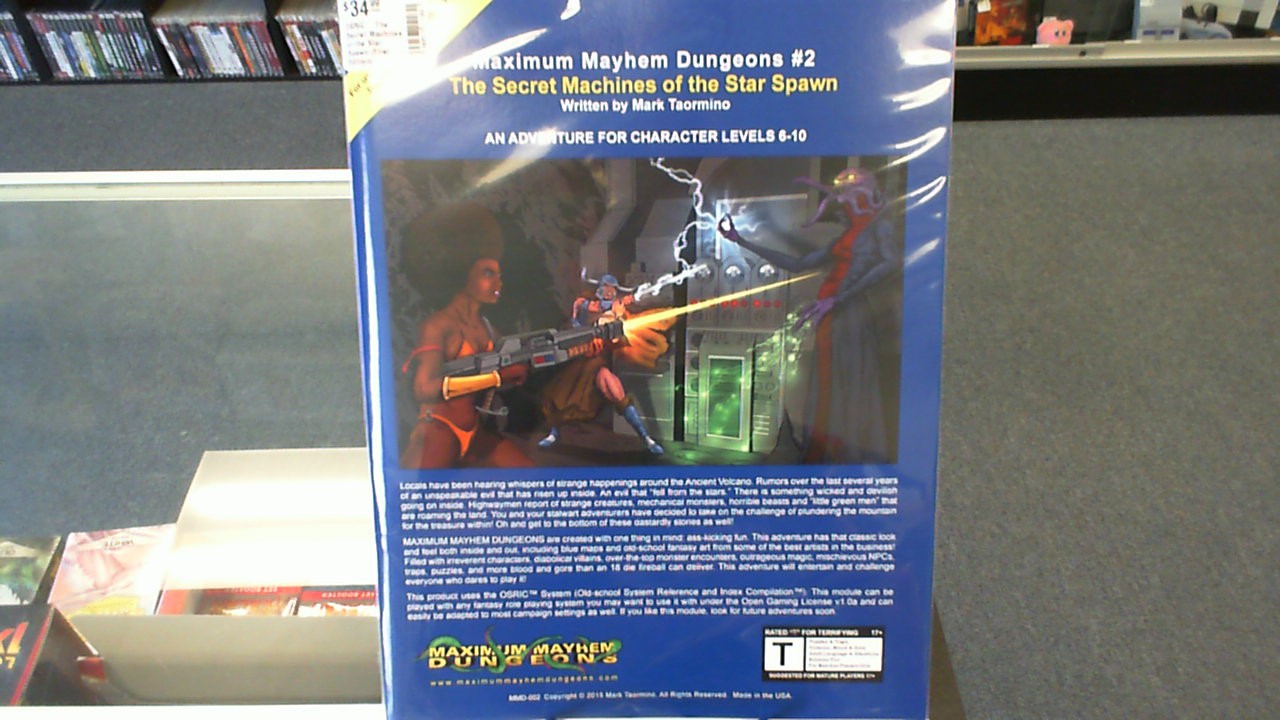 $34
Maximum Mayhem Dungeons #2
The Secret Machines of the Star Spawn
Written by Mark Taormino
AN ADVENTURE FOR CHARACTER LEVELS 6-10
Locals have been hearing whispers of strange happenings around the Ancient Volcano. Rumors over the last several years
of an unspeakable evil that has risen up inside. An evil that "fell from the stars." There is something wicked and devilish
going on inside. Highwaymen report of strange creatures, mechanical monsters, horrible beasts and "little green men" that
are roaming the land. You and your stalwart adventurers have decided to take on the challenge of plundering the mountain
for the treasure within! Oh and get to the bottom of these dastardly stories as well!
MAXIMUM MAYHEM DUNGEONS are created with one thing in mind: ass-kicking fun. This adventure has that classic look
and feel both inside and out, including blue maps and old-school fantasy art from some of the best artists in the business!
Filled with irreverent characters, diabolical villains, over-the-top monster encounters, outrageous magic, mischievous NPCs,
traps, puzzles, and more blood and gore than an 18 die fireball can deliver. This adventure will entertain and challenge
everyone who dares to play it!
This product uses the OSRIC™ System (Old-school System Reference and Index Compilation™). This module can be
played with any fantasy role playing system you may want to use it with under the Open Gaming License v1.0a and can
easily be adapted to most campaign settings as well. If you like this module, look for future adventures soon.
MAXIMUM MAYHEM
DUNGEONS
www.maximummayhemdungeons.com
RATED "T" FOR TERRIFYING 17+
T
SUGGESTED FOR MATURE PLAYERS 17+
MMD-002 Copyright © 2015 Mark Taormino. All Rights Reserved. Made in the USA.